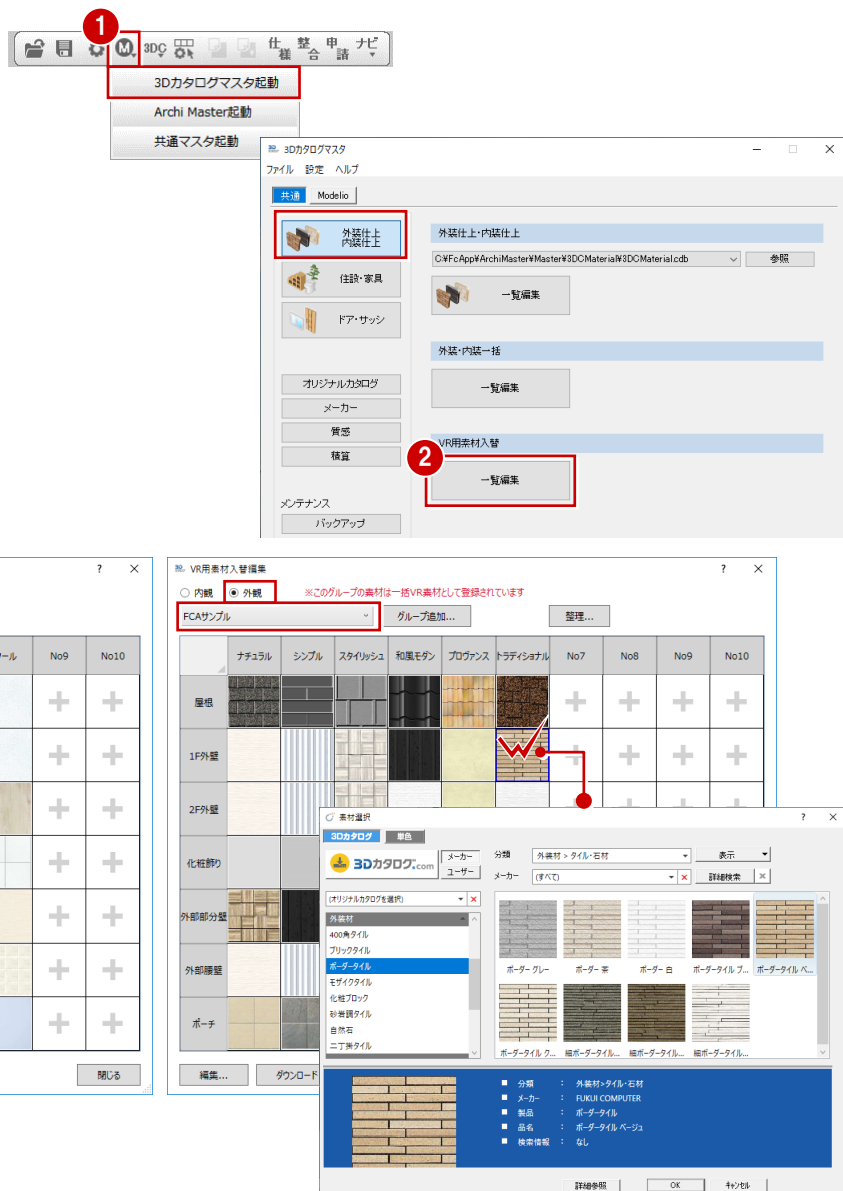 1
M
3DC
仕様
整合
申請
ナビ
3Dカタログマスタ起動
Archi Master起動
共通マスタ起動
3Dカタログマスタ
ファイル 設定 ヘルプ
共通 Modelio
外装仕上
内装仕上
住設・家具
ドア・サッシ
オリジナルカタログ
メーカー
質感
積算
メンテナンス
バックアップ
外装仕上・内装仕上
C:¥FcApp¥ArchiMaster¥Master¥3DCMaterial¥3DCMaterial.cdb 参照
一覧編集
外装・内装一括
一覧編集
VR用素材入替
2
一覧編集
? ×
ール No9 No10
閉じる
VR用素材入替編集 ? ×
内観 外観 ※このグループの素材は一括VR素材として登録されています
FCAサンプル グループ追加... 整理...
ナチュラル シンプル スタイリッシュ 和風モダン プロヴァンス トラディショナル No7 No8 No9 No10
屋根
1F外壁
2F外壁
化粧飾り
外部部分壁
外部腰壁
ポーチ
編集... ダウンロード
素材選択 ? ×
3Dカタログ 単色
3Dカタログ.com
メーカー
ユーザー
分類 外装材 > タイル・石材 表示
メーカー (すべて) 詳細検索
(オリジナルカタログを選択)
外装材
400角タイル
ブリックタイル
ボーダータイル
モザイクタイル
化粧ブロック
砂岩調タイル
自然石
二丁掛タイル
ボーダー グレー ボーダー 茶 ボーダー 白 ボーダータイル ブ... ボーダータイル ベ...
ボーダータイル ク... 細ボーダータイル... 細ボーダータイル... 細ボーダータイル...
■ 分類 : 外装材>タイル・石材
■ メーカー : FUKUI COMPUTER
■ 製品 : ボーダータイル
■ 品名 : ボーダータイル ベージュ
■ 検索情報 : なし
詳細参照 OK キャンセル